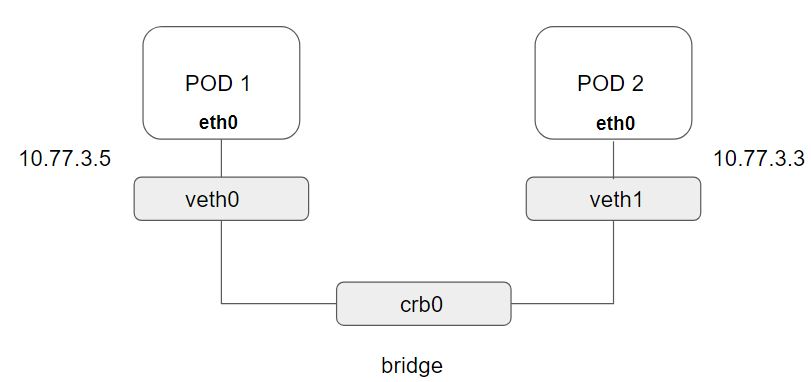 POD 1
eth0
POD 2
eth0
10.77.3.5
10.77.3.3
veth0
veth1
crb0
bridge